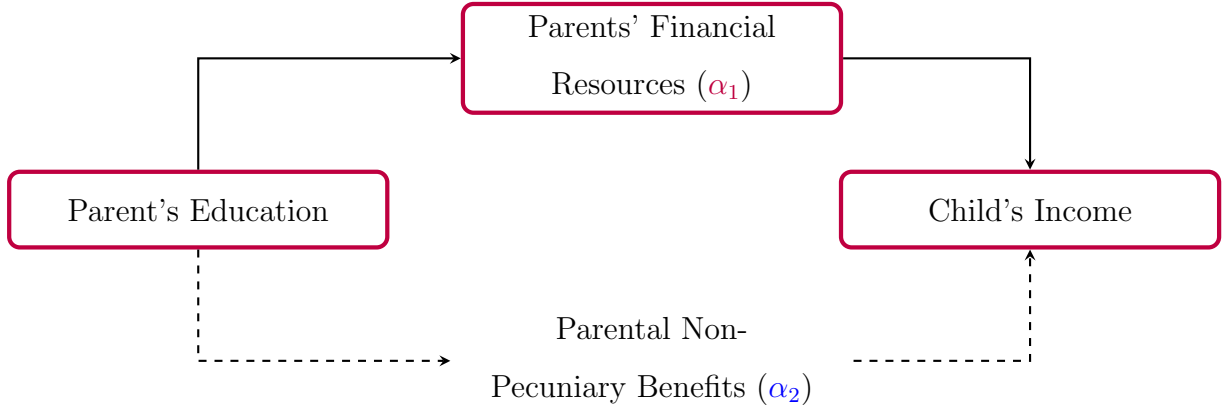 Parents' Financial
Resources (α₁)
Parent's Education
Child's Income
Parental Non-
Pecuniary Benefits (α₂)